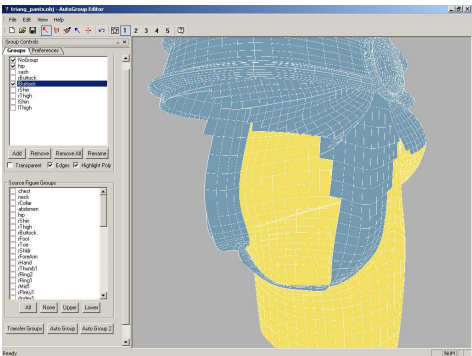 triang_pants.obj - AutoGroup Editor
File Edit View Help
1 2 3 4 5
Group Controls
Groups Preferences
NoGroup
hip
sash
rButtock
lButtock
rShin
rThigh
lShin
lThigh
Add Remove Remove All Rename
Transparent Edges Highlight Poly
Source Figure Groups
chest
neck
rCollar
abdomen
hip
rShin
rThigh
rButtock
rFoot
rToe
rShldr
rForeArm
rHand
rThumb1
rRing2
rRing1
rMid1
rPinky1
All None Upper Lower
Transfer Groups Auto Group Auto Group 2
Ready NUM